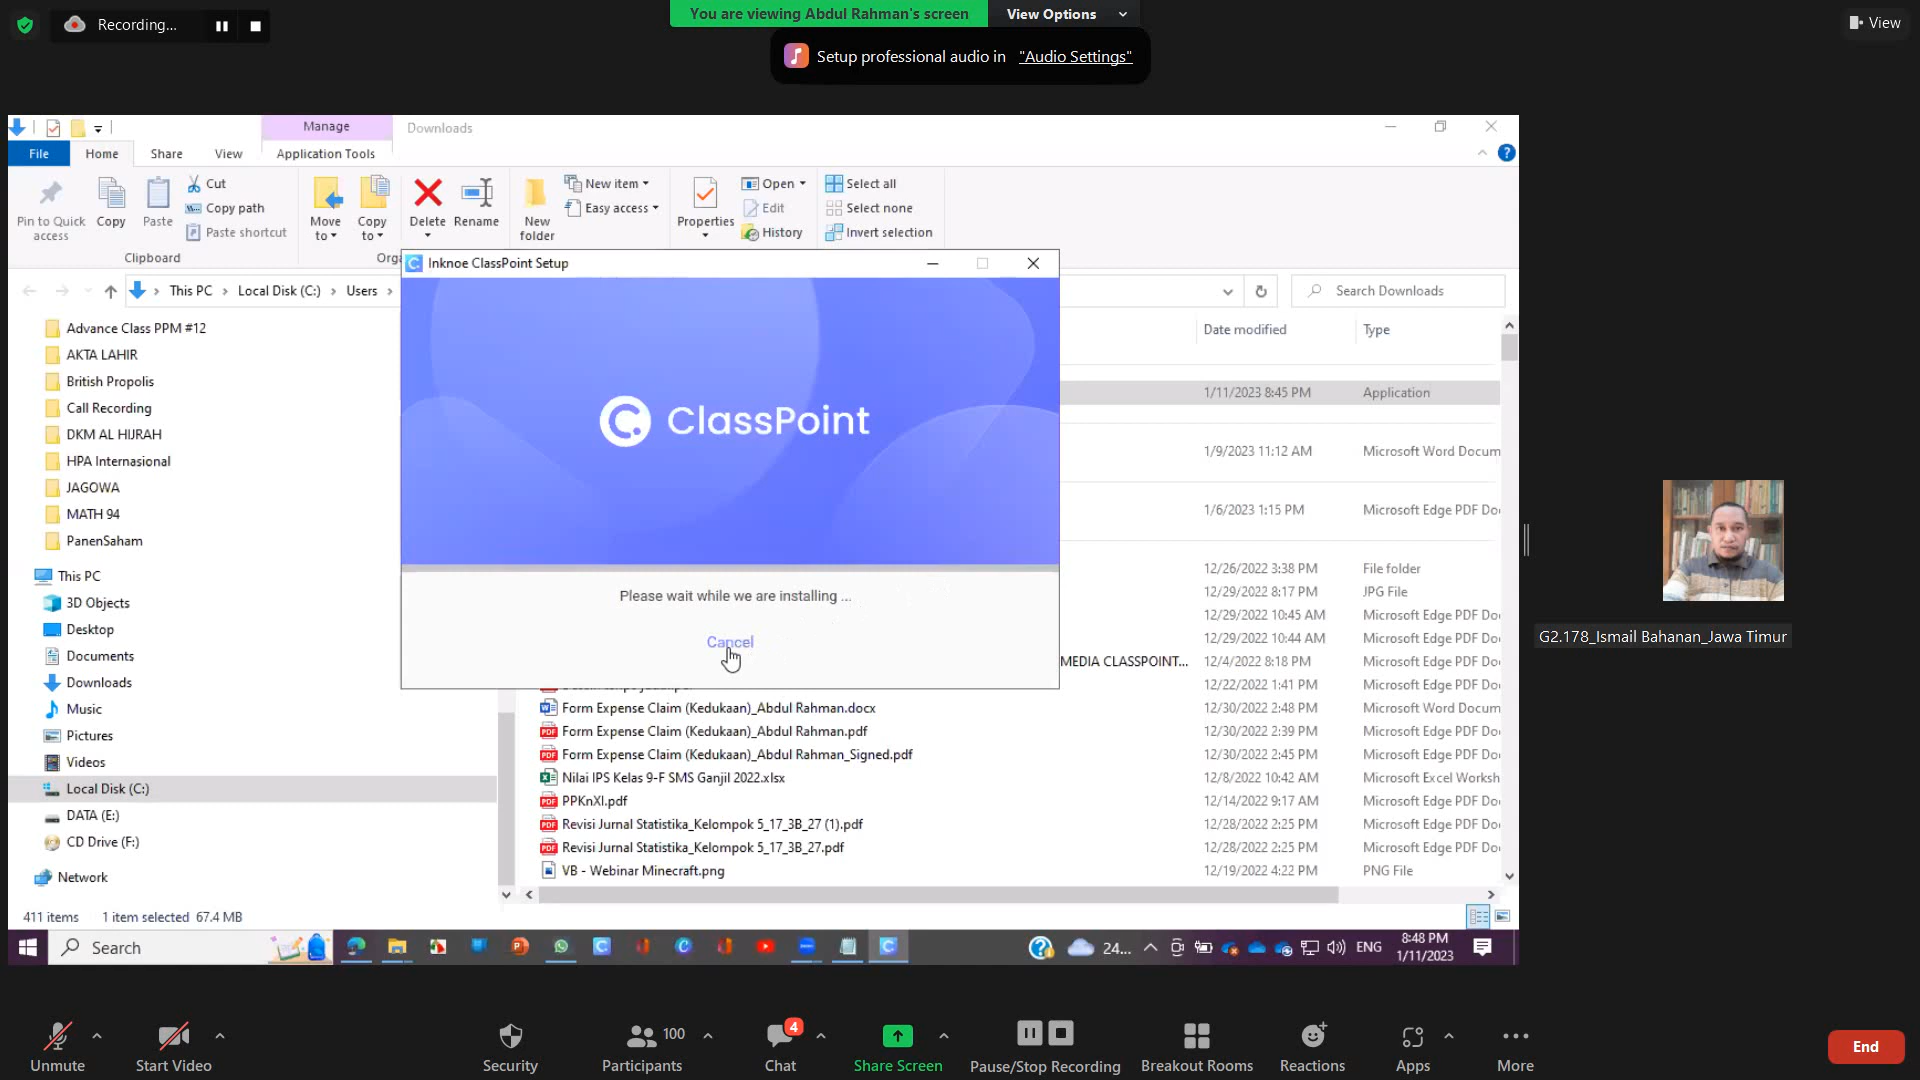 Recording...
You are viewing Abdul Rahman's screen
View Options
View
Setup professional audio in "Audio Settings"
Manage
Downloads
File
Home
Share
View
Application Tools
Pin to Quick access
Copy
Paste
Cut
Copy path
Paste shortcut
Clipboard
Move to
Copy to
Delete
Rename
Orga
New folder
New item
Easy access
Properties
Open
Edit
History
Select all
Select none
Invert selection
This PC > Local Disk (C:) > Users >
Search Downloads
Inknoe ClassPoint Setup
ClassPoint
Please wait while we are installing ...
Cancel
Advance Class PPM #12
AKTA LAHIR
British Propolis
Call Recording
DKM AL HIJRAH
HPA Internasional
JAGOWA
MATH 94
PanenSaham
This PC
3D Objects
Desktop
Documents
Downloads
Music
Pictures
Videos
Local Disk (C:)
DATA (E:)
CD Drive (F:)
Network
Date modified Type
1/11/2023 8:45 PM Application
1/9/2023 11:12 AM Microsoft Word Docum
1/6/2023 1:15 PM Microsoft Edge PDF Do
12/26/2022 3:38 PM File folder
12/29/2022 8:17 PM JPG File
12/29/2022 10:45 AM Microsoft Edge PDF Do
12/29/2022 10:44 AM Microsoft Edge PDF Do
MEDIA CLASSPOINT... 12/4/2022 8:18 PM Microsoft Edge PDF Do
12/22/2022 1:41 PM Microsoft Edge PDF Do
Form Expense Claim (Kedukaan)_Abdul Rahman.docx 12/30/2022 2:48 PM Microsoft Word Docum
Form Expense Claim (Kedukaan)_Abdul Rahman.pdf 12/30/2022 2:39 PM Microsoft Edge PDF Do
Form Expense Claim (Kedukaan)_Abdul Rahman_Signed.pdf 12/30/2022 2:45 PM Microsoft Edge PDF Do
Nilai IPS Kelas 9-F SMS Ganjil 2022.xlsx 12/8/2022 10:42 AM Microsoft Excel Worksh
PPKnXI.pdf 12/14/2022 9:17 AM Microsoft Edge PDF Do
Revisi Jurnal Statistika_Kelompok 5_17_3B_27 (1).pdf 12/28/2022 2:25 PM Microsoft Edge PDF Do
Revisi Jurnal Statistika_Kelompok 5_17_3B_27.pdf 12/28/2022 2:25 PM Microsoft Edge PDF Do
VB - Webinar Minecraft.png 12/19/2022 4:22 PM PNG File
411 items 1 item selected 67.4 MB
Search
24...
ENG
8:48 PM
1/11/2023
G2.178_Ismail Bahanan_Jawa Timur
Unmute
Start Video
Security
Participants
100
Chat
4
Share Screen
Pause/Stop Recording
Breakout Rooms
Reactions
Apps
More
End